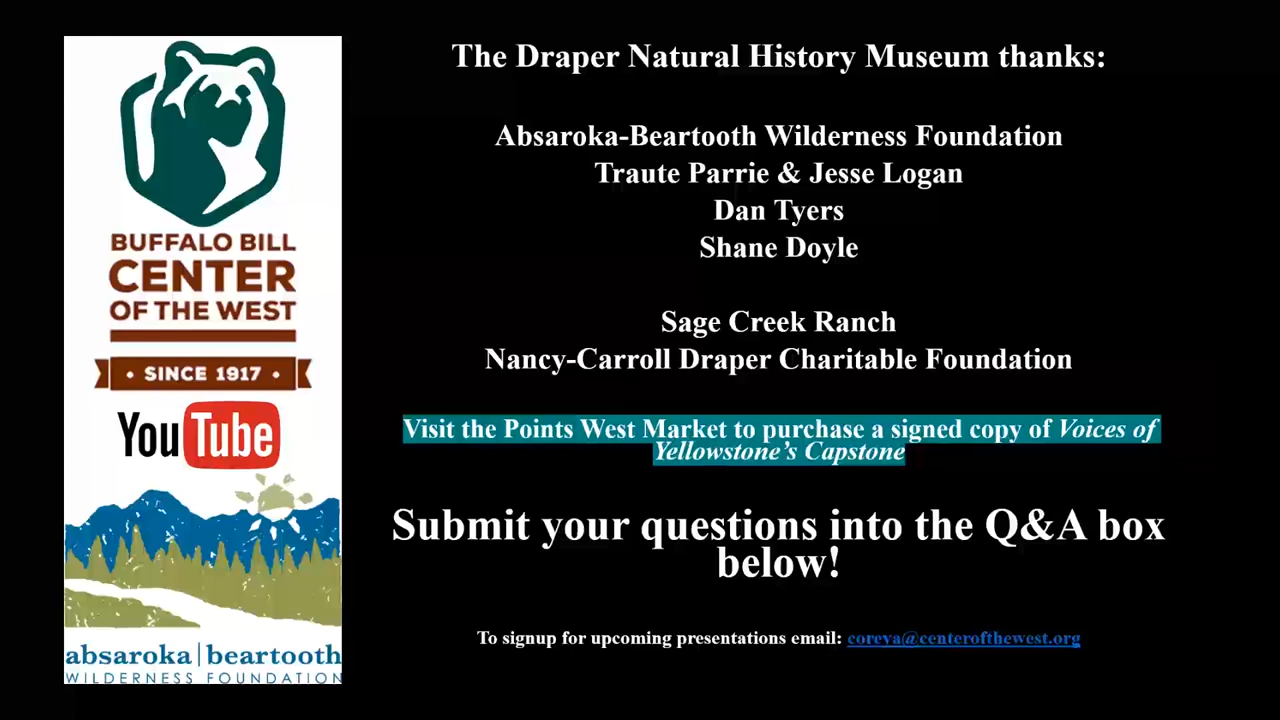 BUFFALO BILL
CENTER
OF THE WEST
• SINCE 1917 •
YouTube
absaroka|beartooth
WILDERNESS FOUNDATION
The Draper Natural History Museum thanks:
Absaroka-Beartooth Wilderness Foundation
Traute Parrie & Jesse Logan
Dan Tyers
Shane Doyle
Sage Creek Ranch
Nancy-Carroll Draper Charitable Foundation
Visit the Points West Market to purchase a signed copy of Voices of
Yellowstone's Capstone
Submit your questions into the Q&A box
below!
To signup for upcoming presentations email: coreya@centerofthewest.org